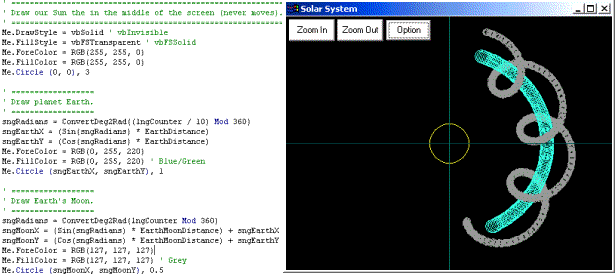 ' ========================================================
' Draw our Sun the in the middle of the screen (never moves).
' ========================================================
Me.DrawStyle = vbSolid ' vbInvisible
Me.FillStyle = vbFSTransparent ' vbFSSolid
Me.ForeColor = RGB(255, 255, 0)
Me.FillColor = RGB(255, 255, 0)
Me.Circle (0, 0), 3
' ==================
' Draw planet Earth.
' ==================
sngRadians = ConvertDeg2Rad((lngCounter / 10) Mod 360)
sngEarthX = (Sin(sngRadians) * EarthDistance)
sngEarthY = (Cos(sngRadians) * EarthDistance)
Me.ForeColor = RGB(0, 0, 220)
Me.FillColor = RGB(0, 255, 220) ' Blue/Green
Me.Circle (sngEarthX, sngEarthY), 1
' ==================
' Draw Earth's Moon.
' ==================
sngRadians = ConvertDeg2Rad(lngCounter Mod 360)
sngMoonX = (Sin(sngRadians) * EarthMoonDistance) + sngEarthX
sngMoonY = (Cos(sngRadians) * EarthMoonDistance) + sngEarthY
Me.ForeColor = RGB(127, 127, 127)
Me.FillColor = RGB(127, 127, 127) ' Grey
Me.Circle (sngMoonX, sngMoonY), 0.5
Solar System
Zoom In
Zoom Out
Option